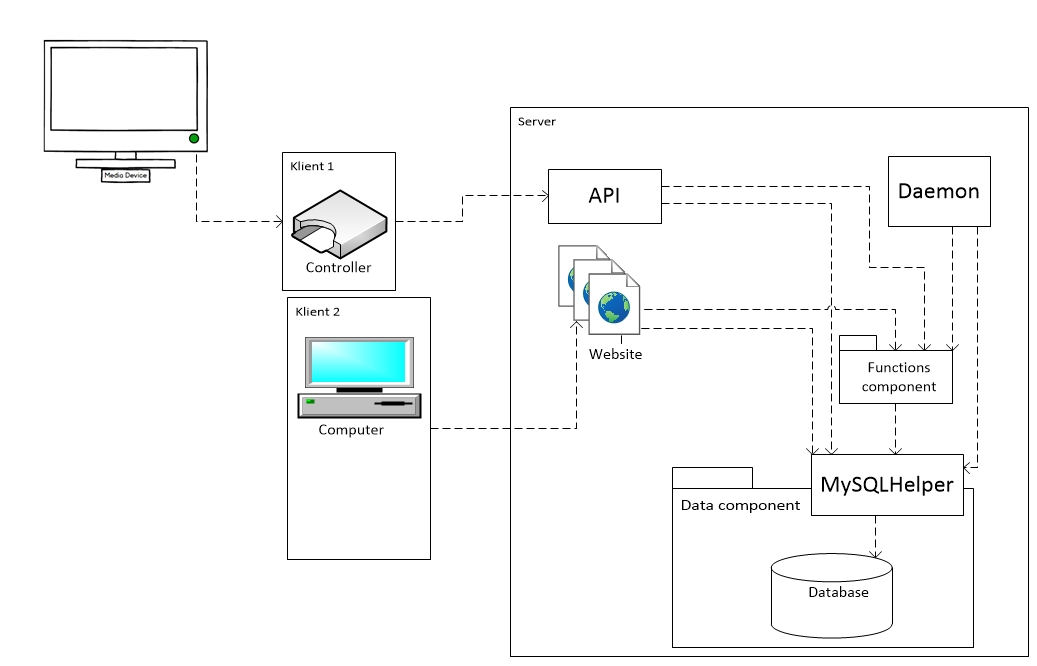 Media Device
Klient 1
Controller
Klient 2
Computer
Server
API
Daemon
Website
Functions
component
MySQLHelper
Data component
Database